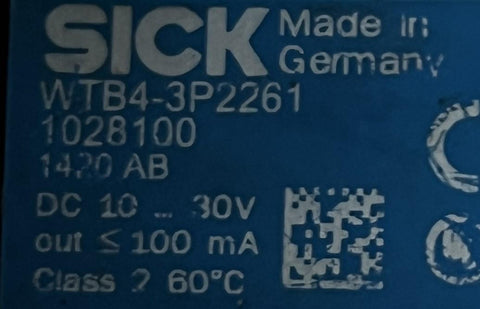 SICK
Made in
Germany
WTB4-3P2261
1028100
1420 AB
DC 10 ... 30V
out ≤ 100 mA
Class 2 60°C